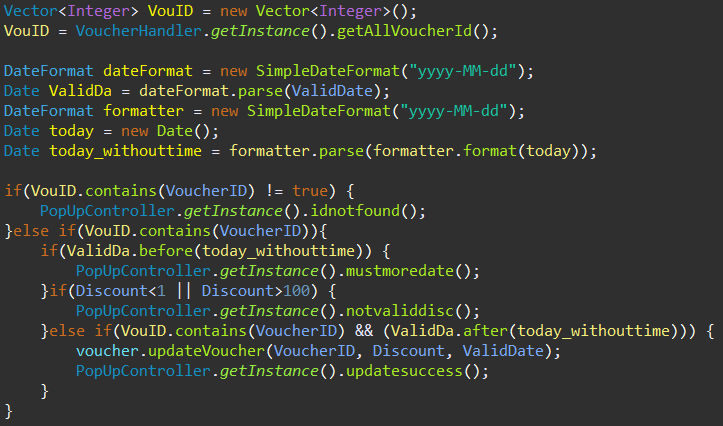 Vector<Integer> VouID = new Vector<Integer>();
VouID = VoucherHandler.getInstance().getAllVoucherId();

DateFormat dateFormat = new SimpleDateFormat("yyyy-MM-dd");
Date ValidDa = dateFormat.parse(ValidDate);
DateFormat formatter = new SimpleDateFormat("yyyy-MM-dd");
Date today = new Date();
Date today_withouttime = formatter.parse(formatter.format(today));

if(VouID.contains(VoucherID) != true) {
    PopUpController.getInstance().idnotfound();
}else if(VouID.contains(VoucherID)){
    if(ValidDa.before(today_withouttime)) {
        PopUpController.getInstance().mustmoredate();
    }if(Discount<1 || Discount>100) {
        PopUpController.getInstance().notvaliddisc();
    }else if(VouID.contains(VoucherID) && (ValidDa.after(today_withouttime))) {
        voucher.updateVoucher(VoucherID, Discount, ValidDate);
        PopUpController.getInstance().updatesuccess();
    }
}